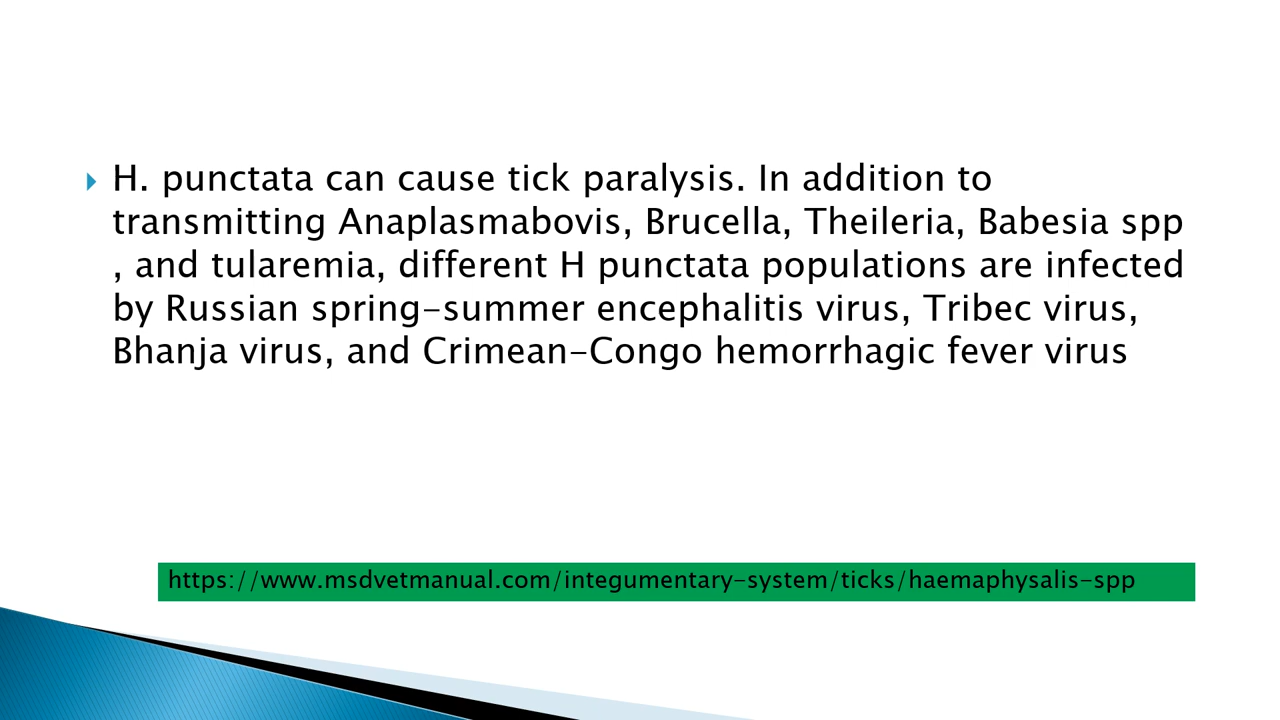 H. punctata can cause tick paralysis. In addition to
transmitting Anaplasmabovis, Brucella, Theileria, Babesia spp
, and tularemia, different H punctata populations are infected
by Russian spring-summer encephalitis virus, Tribec virus,
Bhanja virus, and Crimean-Congo hemorrhagic fever virus
https://www.msdvetmanual.com/integumentary-system/ticks/haemaphysalis-spp